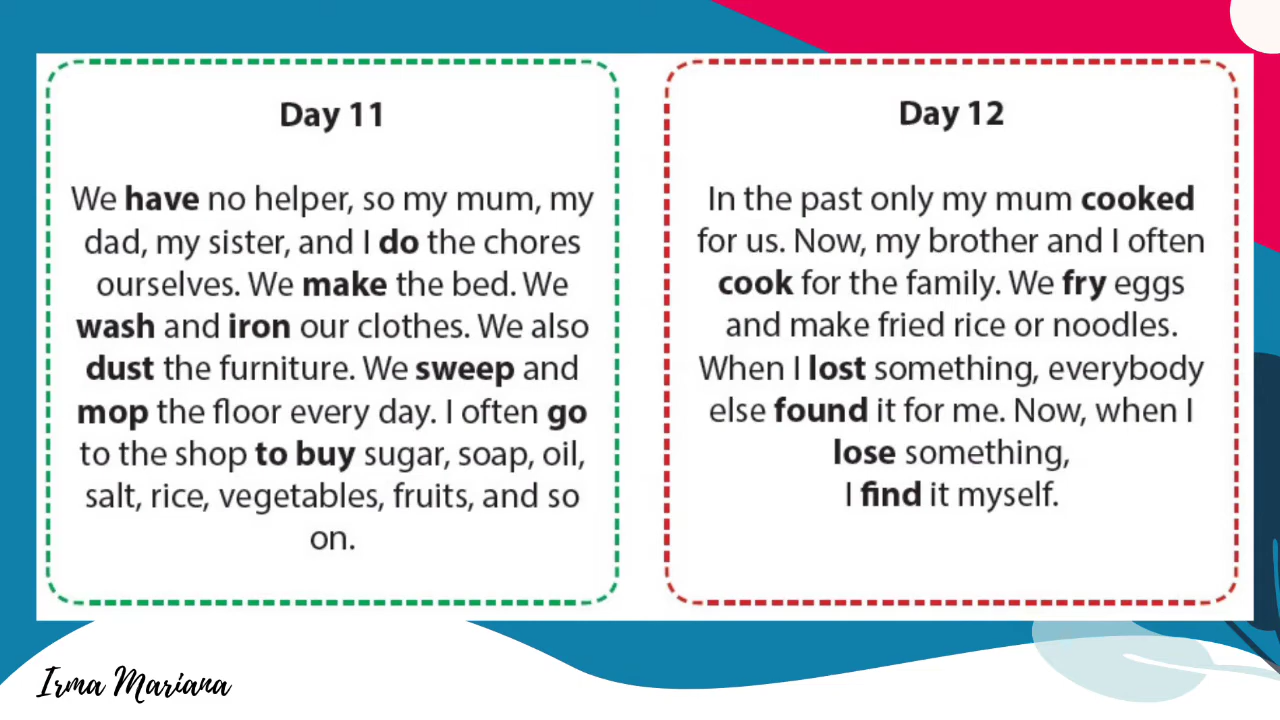 Day 11
We have no helper, so my mum, my
dad, my sister, and I do the chores
ourselves. We make the bed. We
wash and iron our clothes. We also
dust the furniture. We sweep and
mop the floor every day. I often go
to the shop to buy sugar, soap, oil,
salt, rice, vegetables, fruits, and so
on.
Day 12
In the past only my mum cooked
for us. Now, my brother and I often
cook for the family. We fry eggs
and make fried rice or noodles.
When I lost something, everybody
else found it for me. Now, when I
lose something,
I find it myself.
Irma Mariana